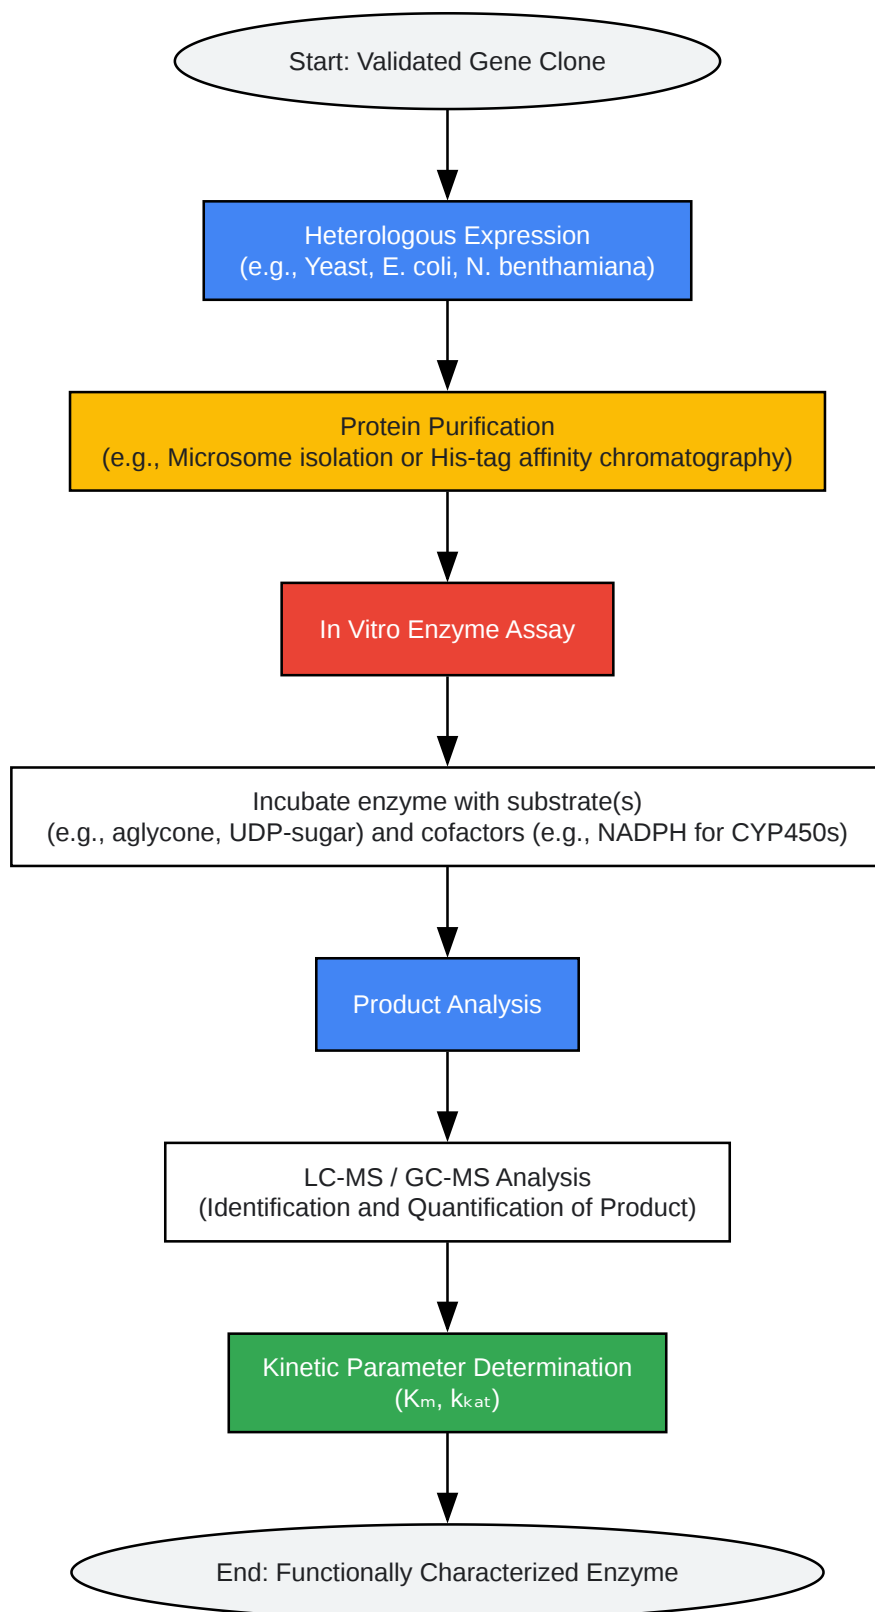 Start: Validated Gene Clone
Heterologous Expression
(e.g., Yeast, E. coli, N. benthamiana)
Protein Purification
(e.g., Microsome isolation or His-tag affinity chromatography)
In Vitro Enzyme Assay
Incubate enzyme with substrate(s)
(e.g., aglycone, UDP-sugar) and cofactors (e.g., NADPH for CYP450s)
Product Analysis
LC-MS / GC-MS Analysis
(Identification and Quantification of Product)
Kinetic Parameter Determination
(Kₘ, kₖₐₜ)
End: Functionally Characterized Enzyme